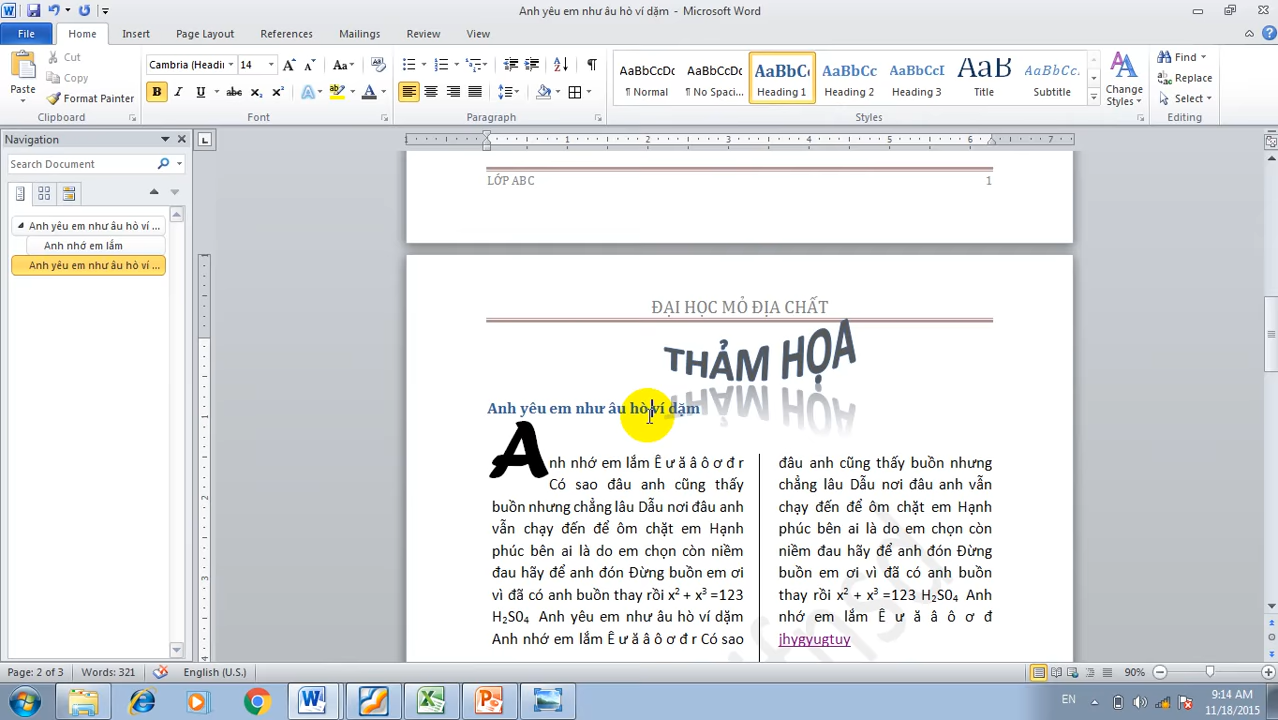 Anh yêu em như âu hò ví dặm - Microsoft Word
File Home Insert Page Layout References Mailings Review View
Cut
Copy
Format Painter
Paste
Clipboard
Cambria (Headi 14
Font
Paragraph
AaBbCcDc AaBbCcDc AaBbCc AaBbCc AaBbCcI AaB AaBbCc.
¶ Normal ¶ No Spaci... Heading 1 Heading 2 Heading 3 Title Subtitle
Change Styles
Styles
Find
Replace
Select
Editing
Navigation
Search Document
Anh yêu em như âu hò ví ...
Anh nhớ em lắm
Anh yêu em như âu hò ví ...
LỚP ABC 1
ĐẠI HỌC MỎ ĐỊA CHẤT
THẢM HỌA
Anh yêu em như âu hò ví dặm
Anh nhớ em lắm Ê ư ă â ô ơ đ r
Có sao đâu anh cũng thấy
buồn nhưng chẳng lâu Dẫu nơi đâu anh
vẫn chạy đến để ôm chặt em Hạnh
phúc bên ai là do em chọn còn niềm
đau hãy để anh đón Đừng buồn em ơi
vì đã có anh buồn thay rồi x² + x³ =123
H₂S0₄ Anh yêu em như âu hò ví dặm
Anh nhớ em lắm Ê ư ă â ô ơ đ r Có sao
đâu anh cũng thấy buồn nhưng
chẳng lâu Dẫu nơi đâu anh vẫn
chạy đến để ôm chặt em Hạnh
phúc bên ai là do em chọn còn
niềm đau hãy để anh đón Đừng
buồn em ơi vì đã có anh buồn
thay rồi x² + x³ =123 H₂S0₄ Anh
nhớ em lắm Ê ư ă â ô ơ đ
jhygyugtuy
Page: 2 of 3 Words: 321 English (U.S.) 90%
EN
9:14 AM
11/18/2015